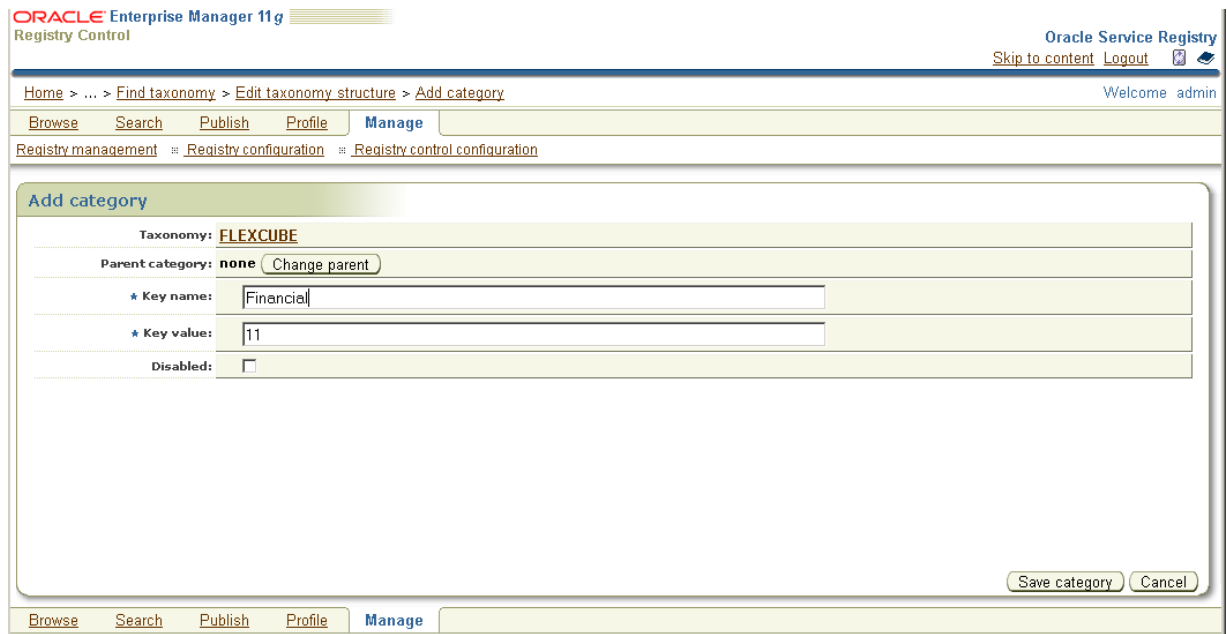 ORACLE Enterprise Manager 11g
Registry Control
Oracle Service Registry
Skip to content Logout
Home > ... > Find taxonomy > Edit taxonomy structure > Add category
Welcome admin
Browse Search Publish Profile Manage
Registry management Registry configuration Registry control configuration
Add category
Taxonomy: FLEXCUBE
Parent category: none Change parent
* Key name: Financial
* Key value: 11
Disabled:
Save category Cancel
Browse Search Publish Profile Manage